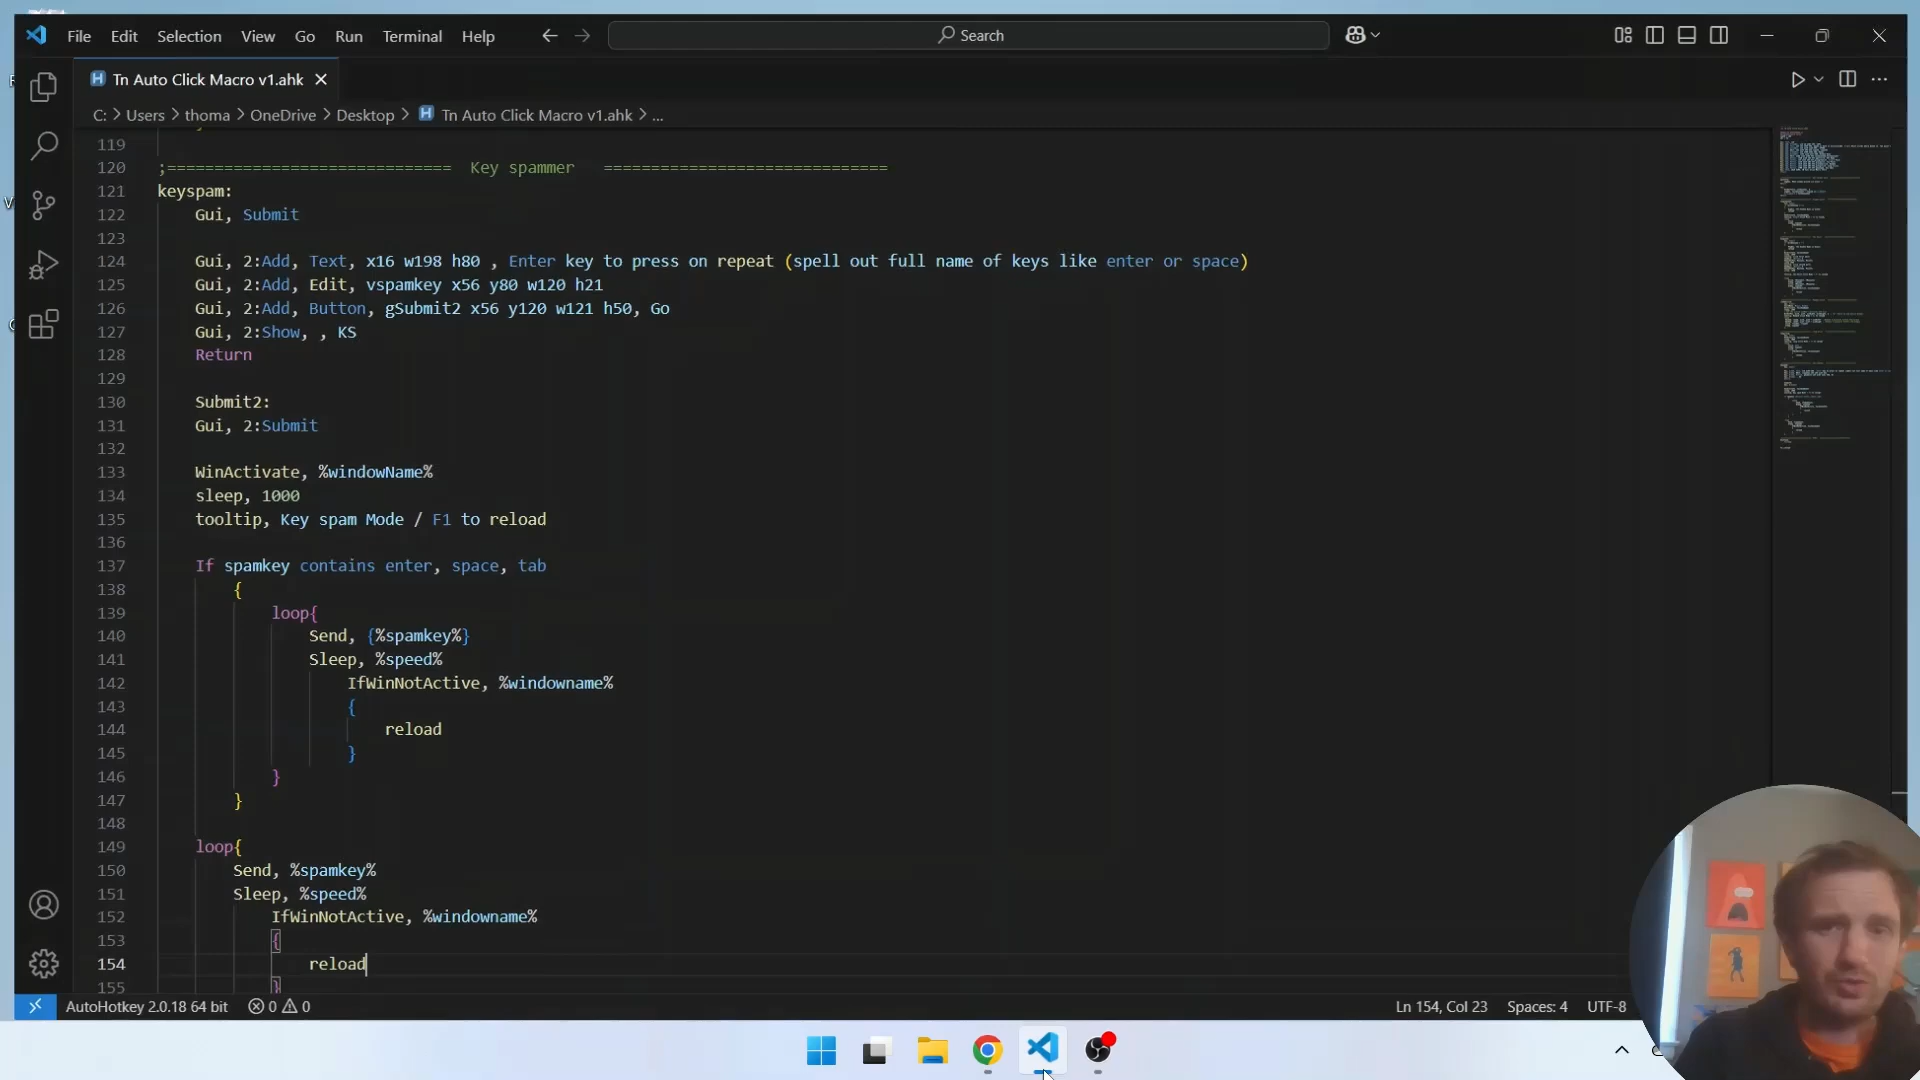 File Edit Selection View Go Run Terminal Help
Search
Tn Auto Click Macro v1.ahk
C: > Users > thoma > OneDrive > Desktop > Tn Auto Click Macro v1.ahk > ...
119
120 ;============================== Key spammer ==============================
121 keyspam:
122 Gui, Submit
123
124 Gui, 2:Add, Text, x16 w198 h80 , Enter key to press on repeat (spell out full name of keys like enter or space)
125 Gui, 2:Add, Edit, vspamkey x56 y80 w120 h21
126 Gui, 2:Add, Button, gSubmit2 x56 y120 w121 h50, Go
127 Gui, 2:Show, , KS
128 Return
129
130 Submit2:
131 Gui, 2:Submit
132
133 WinActivate, %windowName%
134 sleep, 1000
135 tooltip, Key spam Mode / F1 to reload
136
137 If spamkey contains enter, space, tab
138 {
139 loop{
140 Send, {%spamkey%}
141 Sleep, %speed%
142 IfWinNotActive, %windowname%
143 {
144 reload
145 }
146 }
147 }
148
149 loop{
150 Send, %spamkey%
151 Sleep, %speed%
152 IfWinNotActive, %windowname%
153 {
154 reload
155 }
AutoHotkey 2.0.18 64 bit 0 0 Ln 154, Col 23 Spaces: 4 UTF-8